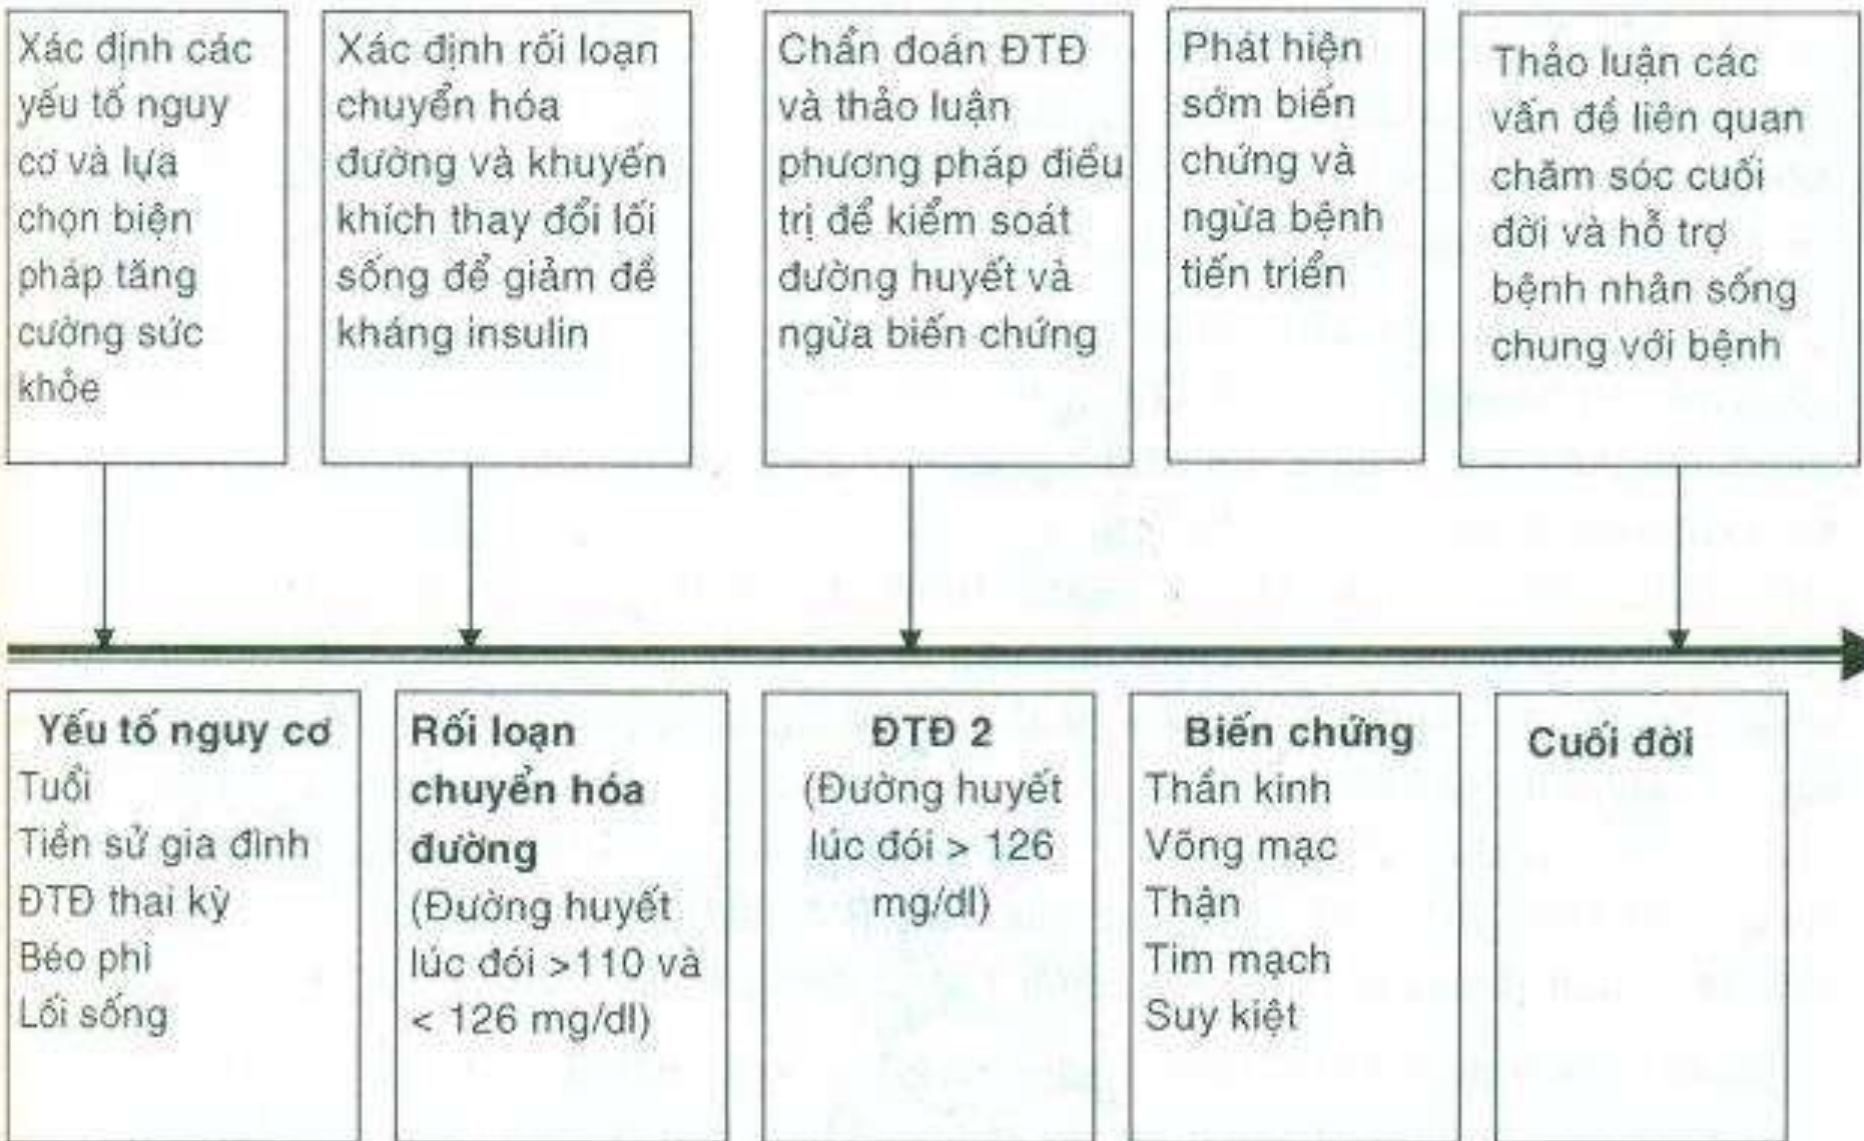 Xác định các
yếu tố nguy
cơ và lựa
chọn biện
pháp tăng
cường sức
khỏe
Xác định rối loạn
chuyển hóa
đường và khuyến
khích thay đổi lối
sống để giảm đề
kháng insulin
Chẩn đoán ĐTĐ
và thảo luận
phương pháp điều
trị để kiểm soát
đường huyết và
ngừa biến chứng
Phát hiện
sớm biến
chứng và
ngừa bệnh
tiến triển
Thảo luận các
vấn đề liên quan
chăm sóc cuối
đời và hỗ trợ
bệnh nhân sống
chung với bệnh
Yếu tố nguy cơ
Tuổi
Tiền sử gia đình
ĐTĐ thai kỳ
Béo phì
Lối sống
Rối loạn
chuyển hóa
đường
(Đường huyết
lúc đói >110 và
< 126 mg/dl)
ĐTĐ 2
(Đường huyết
lúc đói > 126
mg/dl)
Biến chứng
Thần kinh
Võng mạc
Thận
Tim mạch
Suy kiệt
Cuối đời